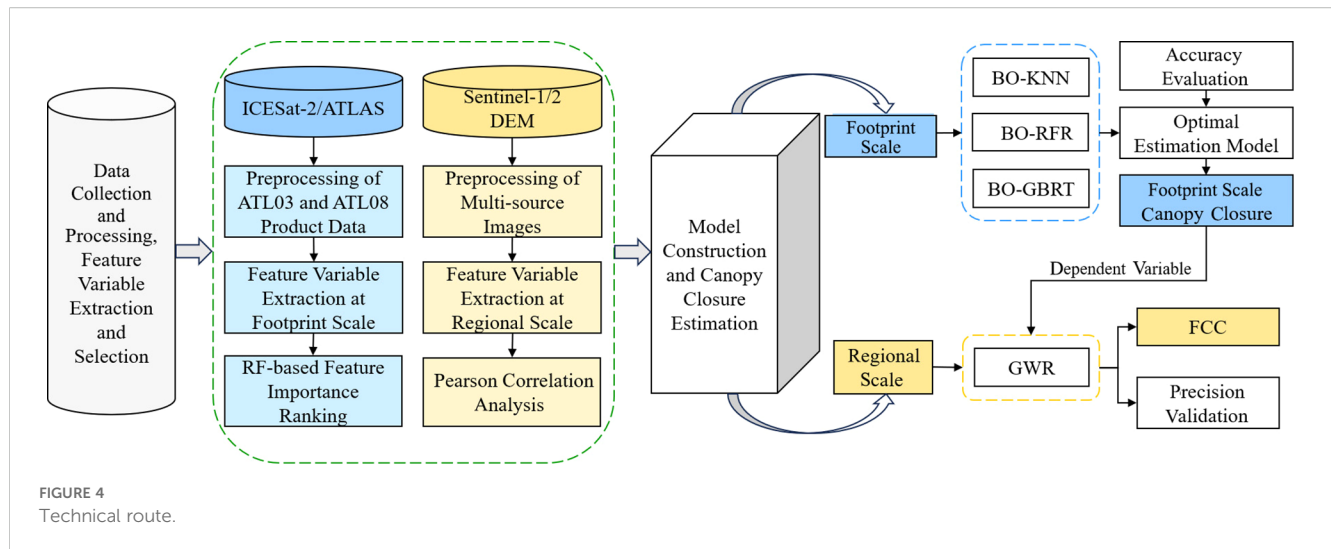 Data
Collection
and
Processing,
Feature
Variable
Extraction
and
Selection
ICESat-2/ATLAS
Preprocessing of
ATL03 and ATL08
Product Data
Feature Variable
Extraction at
Footprint Scale
RF-based Feature
Importance
Ranking
Sentinel-1/2
DEM
Preprocessing of
Multi-source
Images
Feature Variable
Extraction at
Regional Scale
Pearson Correlation
Analysis
Model
Construction
and Canopy
Closure
Estimation
Footprint
Scale
BO-KNN
BO-RFR
BO-GBRT
Accuracy
Evaluation
Optimal
Estimation Model
Footprint Scale
Canopy Closure
Dependent Variable
Regional
Scale
GWR
FCC
Precision
Validation
FIGURE 4
Technical route.